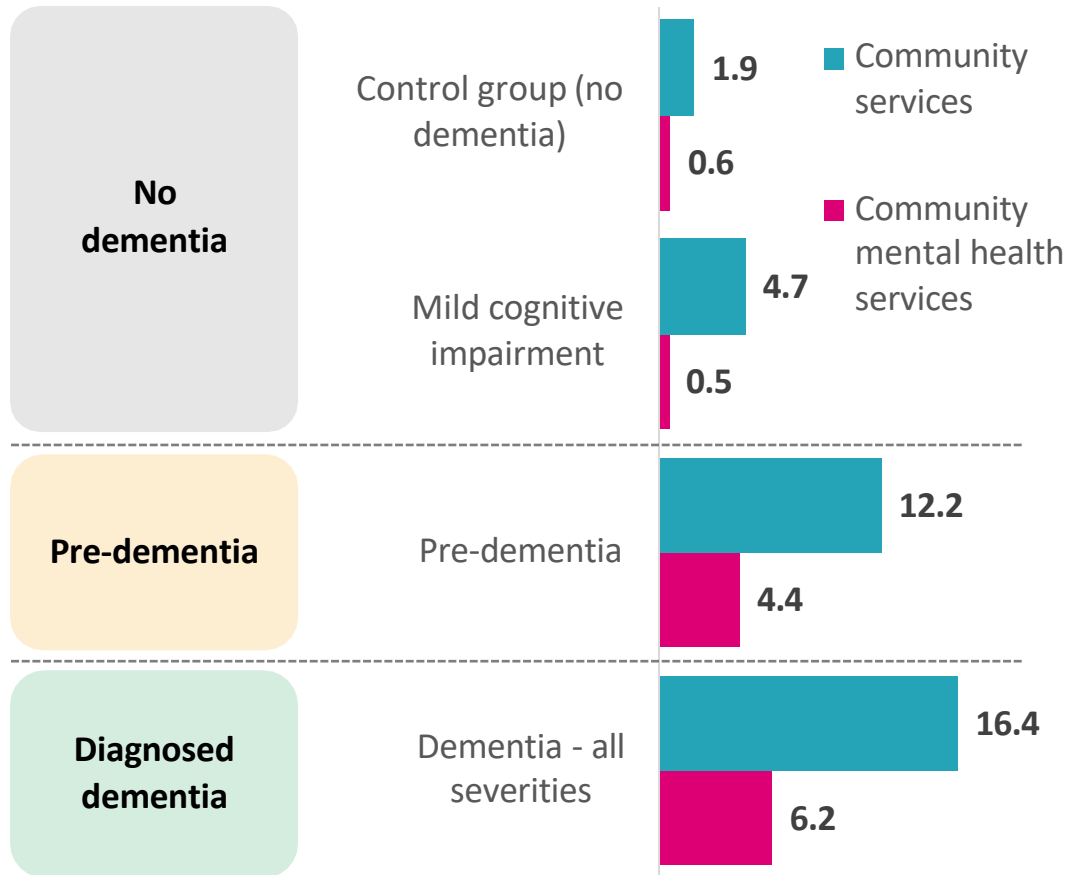 No
dementia
Control group (no
dementia)
1.9
0.6
Community
services
Community
mental health
services
Mild cognitive
impairment
4.7
0.5
Pre-dementia
Pre-dementia
12.2
4.4
Diagnosed
dementia
Dementia - all
severities
16.4
6.2